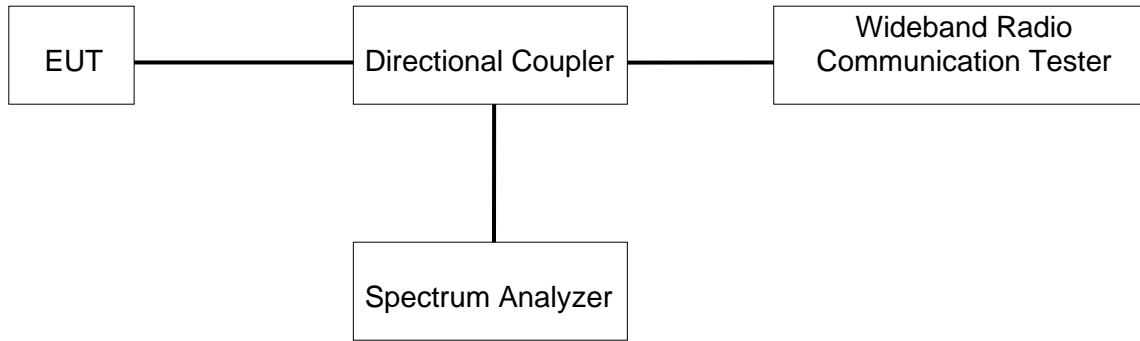 EUT
Directional Coupler
Wideband Radio
Communication Tester
Spectrum Analyzer